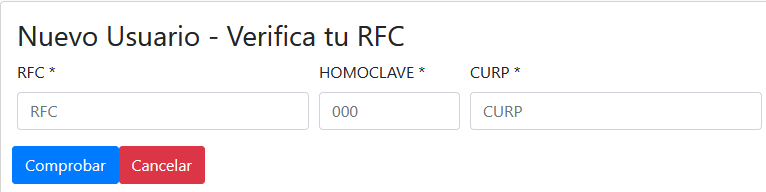 Nuevo Usuario - Verifica tu RFC
RFC * HOMOCLAVE * CURP *
RFC 000 CURP
Comprobar Cancelar